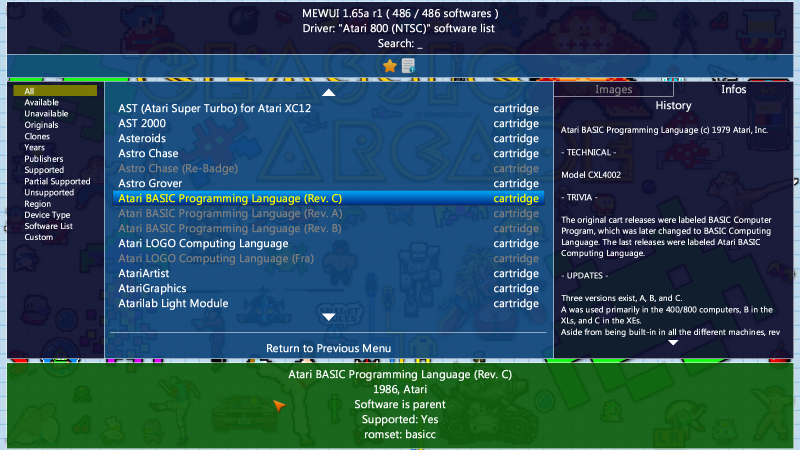 MEWUI 1.65a r1 ( 486 / 486 softwares )
Driver: "Atari 800 (NTSC)" software list
Search: _
All
Available
Unavailable
Originals
Clones
Years
Publishers
Supported
Partial Supported
Unsupported
Region
Device Type
Software List
Custom
AST (Atari Super Turbo) for Atari XC12 cartridge
AST 2000 cartridge
Asteroids cartridge
Astro Chase cartridge
Astro Chase (Re-Badge) cartridge
Astro Grover cartridge
Atari BASIC Programming Language (Rev. C) cartridge
Atari BASIC Programming Language (Rev. A) cartridge
Atari BASIC Programming Language (Rev. B) cartridge
Atari LOGO Computing Language cartridge
Atari LOGO Computing Language (Fra) cartridge
AtariArtist cartridge
AtariGraphics cartridge
Atarilab Light Module cartridge
Return to Previous Menu
Images Infos
History
Atari BASIC Programming Language (c) 1979 Atari, Inc.
- TECHNICAL -
Model CXL4002
- TRIVIA -
The original cart releases were labeled BASIC Computer
Program, which was later changed to BASIC Computing
Language. The last releases were labeled Atari BASIC
Computing Language.
- UPDATES -
Three versions exist, A, B, and C.
A was used primarily in the 400/800 computers, B in the
XLs, and C in the XEs.
Aside from being built-in in all the different machines, rev
Atari BASIC Programming Language (Rev. C)
1986, Atari
Software is parent
Supported: Yes
romset: basicc